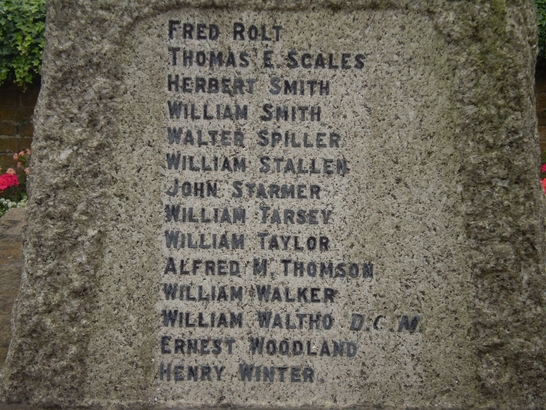 FRED ROLT
THOMAS E. SCALES
HERBERT SMITH
WILLIAM SMITH
WALTER SPILLER
WILLIAM STALLEN
JOHN STARMER
WILLIAM TARSEY
WILLIAM TAYLOR
ALFRED M. THOMSON
WILLIAM WALKER
WILLIAM WALTHO D.C.M.
ERNEST WOODLAND
HENRY WINTER